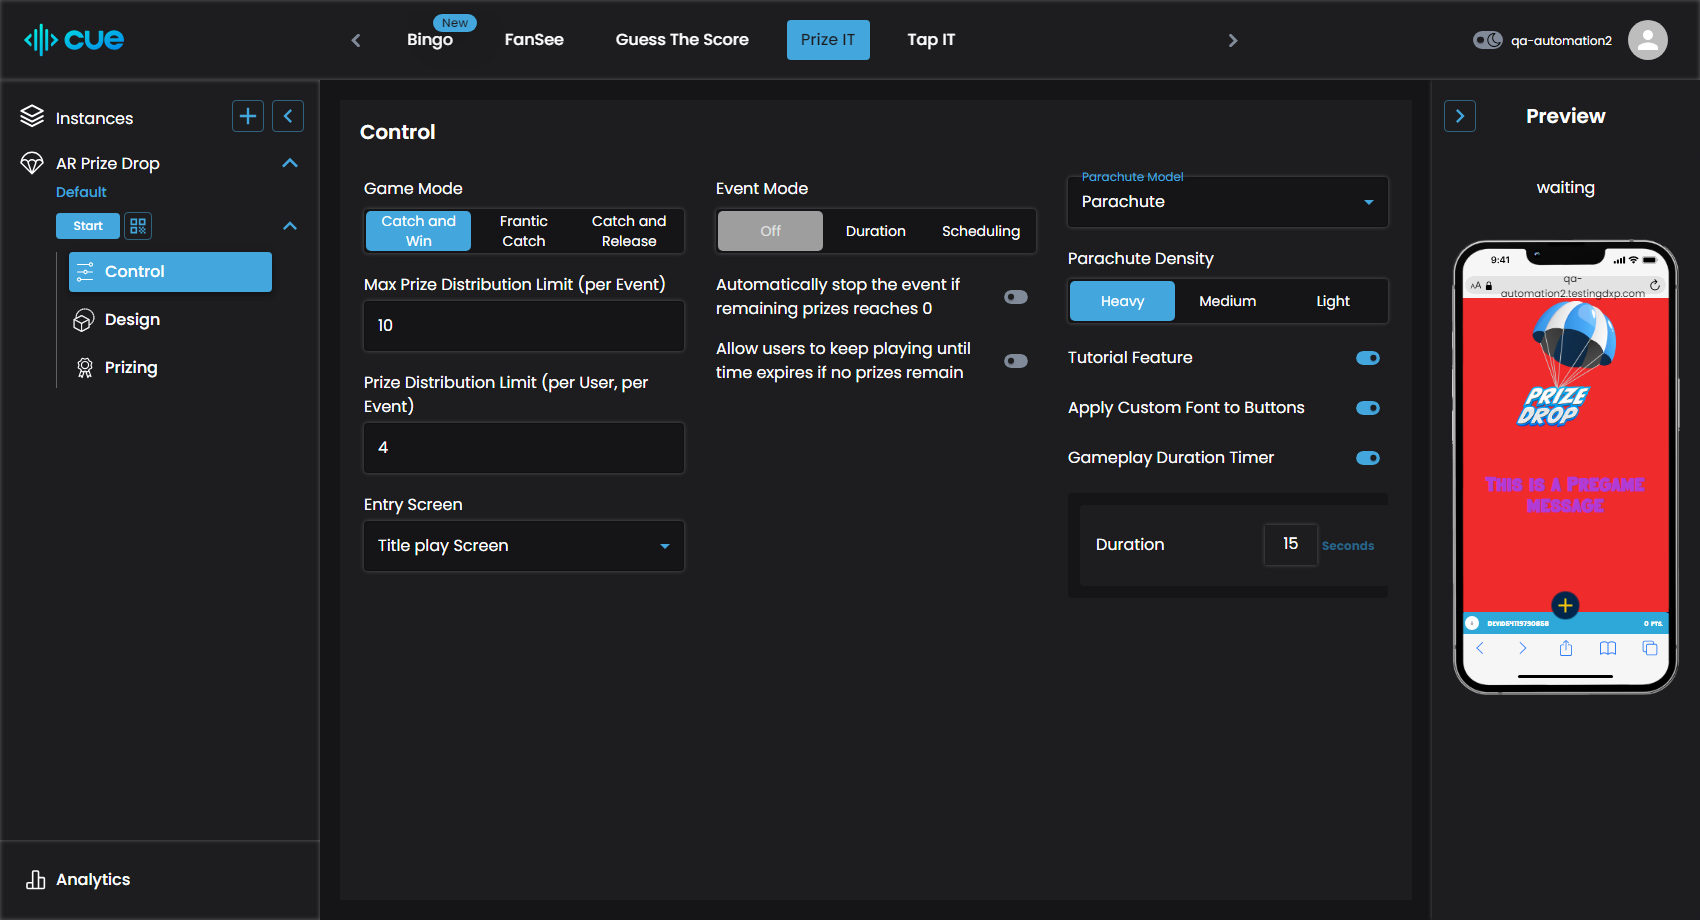 cue
New
Bingo
FanSee
Guess The Score
Prize IT
Tap IT
qa-automation2
Instances
AR Prize Drop
Default
Start
Control
Design
Prizing
Analytics
Control
Game Mode
Catch and
Win
Frantic
Catch
Catch and
Release
Max Prize Distribution Limit (per Event)
10
Prize Distribution Limit (per User, per
Event)
4
Entry Screen
Title play Screen
Event Mode
Off
Duration
Scheduling
Automatically stop the event if
remaining prizes reaches 0
Allow users to keep playing until
time expires if no prizes remain
Parachute Model
Parachute
Parachute Density
Heavy
Medium
Light
Tutorial Feature
Apply Custom Font to Buttons
Gameplay Duration Timer
Duration
15
Seconds
Preview
waiting
9:41
AA
qa-
automation2.testingdxp.com
PRIZE
DROP
This is a Pregame
message
0 PTS.